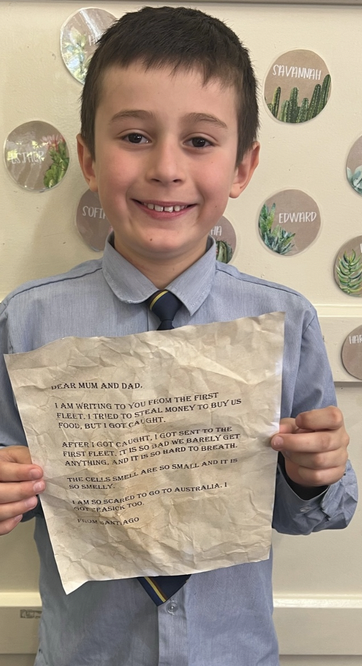 SAVANNAH
EDWARD
SOFIA
DEAR MUM AND DAD.
I AM WRITING TO YOU FROM THE FIRST
FLEET. I TRIED TO STEAL MONEY TO BUY US
FOOD, BUT I GOT CAUGHT.
AFTER I GOT CAUGHT, I GOT SENT TO THE
FIRST FLEET. IT IS SO BAD WE BARELY GET
ANYTHING. AND IT IS SO HARD TO BREATH.
THE CELLS SMELL ARE SO SMALL AND IT IS
SO SMELLY.
I AM SO SCARED TO GO TO AUSTRALIA. I
GOT SEASICK TOO.
FROM SANTIAGO